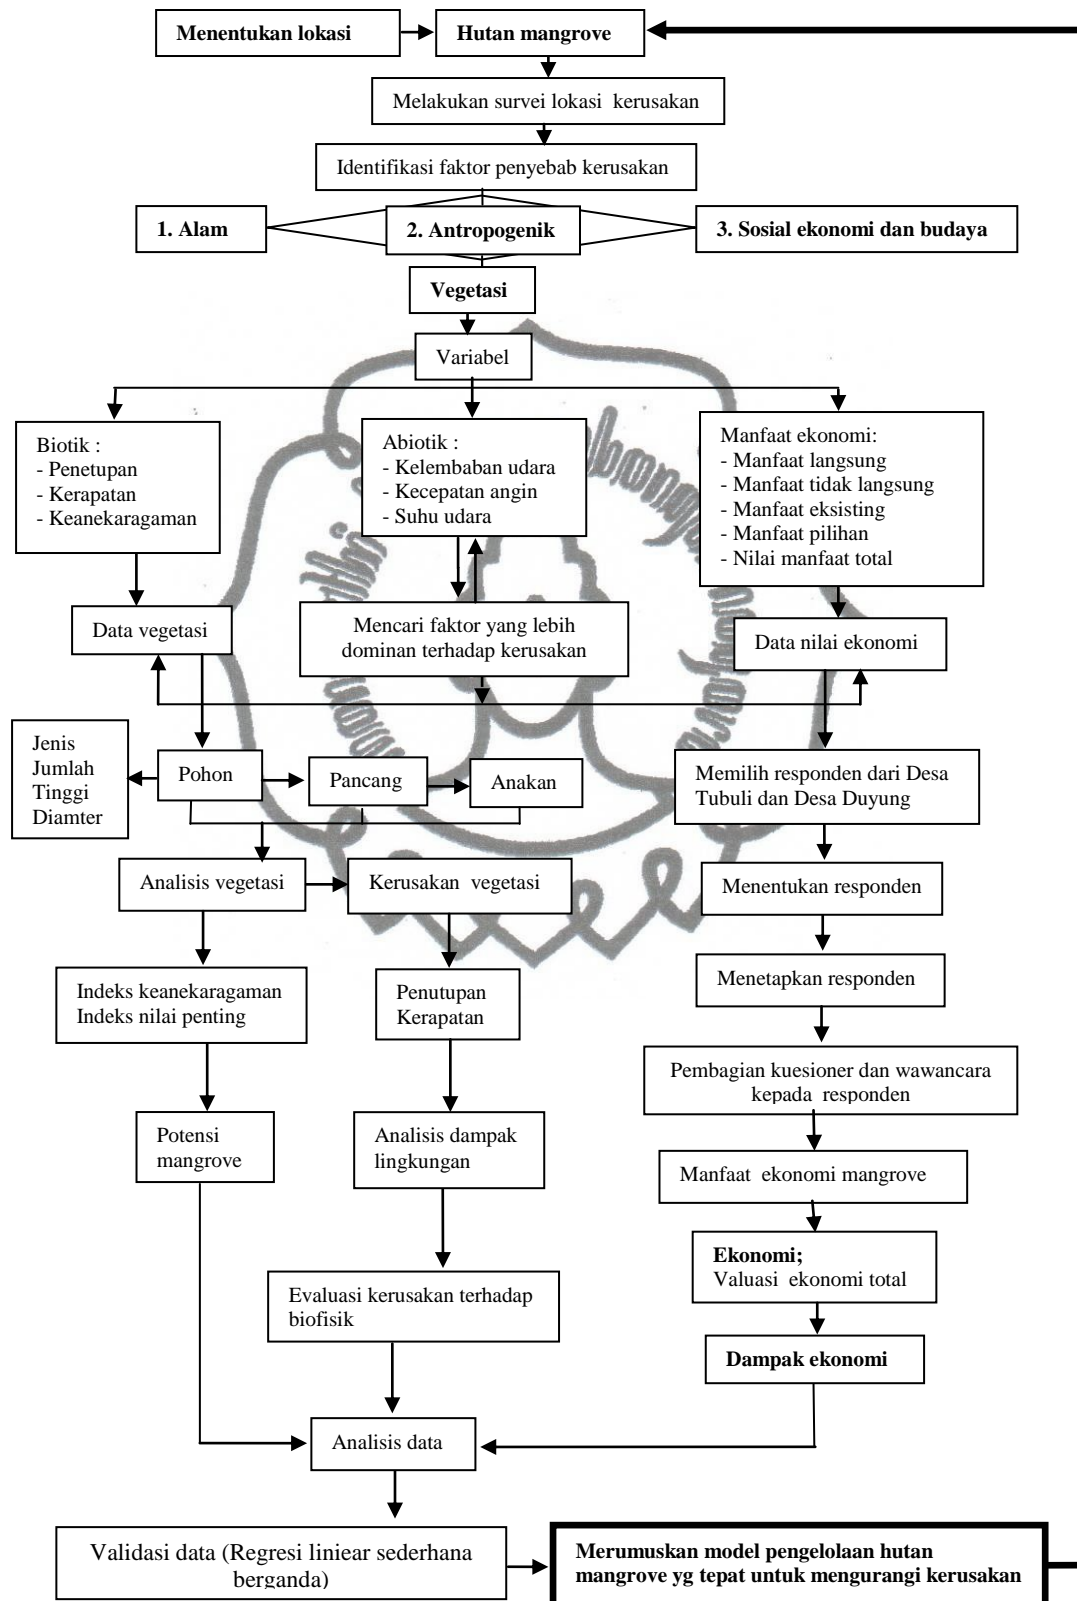 Menentukan lokasi
Hutan mangrove
Melakukan survei lokasi kerusakan
Identifikasi faktor penyebab kerusakan
1. Alam
2. Antropogenik
3. Sosial ekonomi dan budaya
Vegetasi
Variabel
Biotik :
- Penetupan
- Kerapatan
- Keanekaragaman
Abiotik :
- Kelembaban udara
- Kecepatan angin
- Suhu udara
Manfaat ekonomi:
- Manfaat langsung
- Manfaat tidak langsung
- Manfaat eksisting
- Manfaat pilihan
- Nilai manfaat total
Data vegetasi
Mencari faktor yang lebih
dominan terhadap kerusakan
Data nilai ekonomi
Jenis
Jumlah
Tinggi
Diamter
Pohon
Pancang
Anakan
Memilih responden dari Desa
Tubuli dan Desa Duyung
Analisis vegetasi
Kerusakan vegetasi
Menentukan responden
Indeks keanekaragaman
Indeks nilai penting
Penutupan
Kerapatan
Menetapkan responden
Pembagian kuesioner dan wawancara
kepada responden
Potensi
mangrove
Analisis dampak
lingkungan
Manfaat ekonomi mangrove
Ekonomi;
Valuasi ekonomi total
Evaluasi kerusakan terhadap
biofisik
Dampak ekonomi
Analisis data
Validasi data (Regresi liniear sederhana
berganda)
Merumuskan model pengelolaan hutan
mangrove yg tepat untuk mengurangi kerusakan